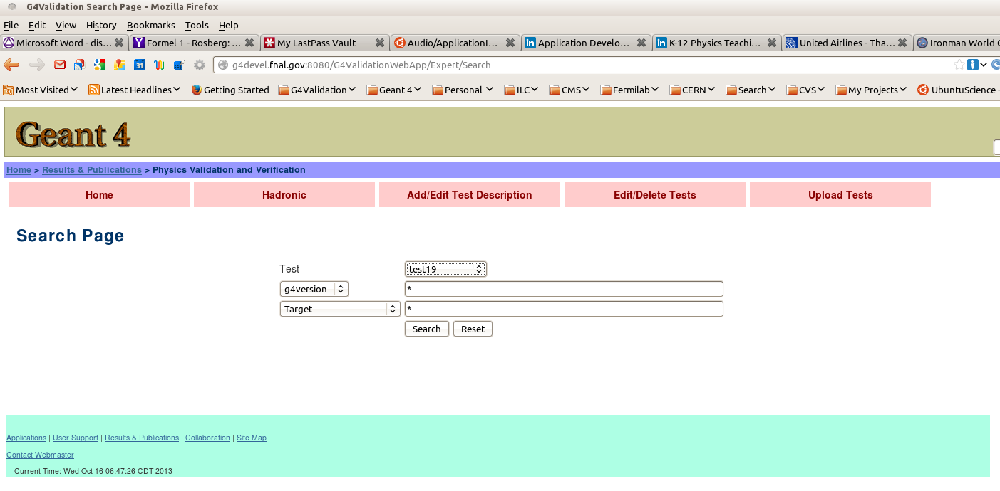 G4Validation Search Page - Mozilla Firefox
File Edit View History Bookmarks Tools Help
Microsoft Word - dis... Formel 1 - Rosberg: ... My LastPass Vault Audio/ApplicationI... Application Develo... K-12 Physics Teachi... United Airlines - Tha... Ironman World C
31 g4devel.fnal.gov:8080/G4ValidationWebApp/Expert/Search
Most Visited Latest Headlines Getting Started G4Validation Geant 4 Personal ILC CMS Fermilab CERN Search CVS My Projects UbuntuScience -
Geant 4
Home > Results & Publications > Physics Validation and Verification
Home Hadronic Add/Edit Test Description Edit/Delete Tests Upload Tests
Search Page
Test test19
g4version *
Target *
Search Reset
Applications | User Support | Results & Publications | Collaboration | Site Map
Contact Webmaster
Current Time: Wed Oct 16 06:47:26 CDT 2013